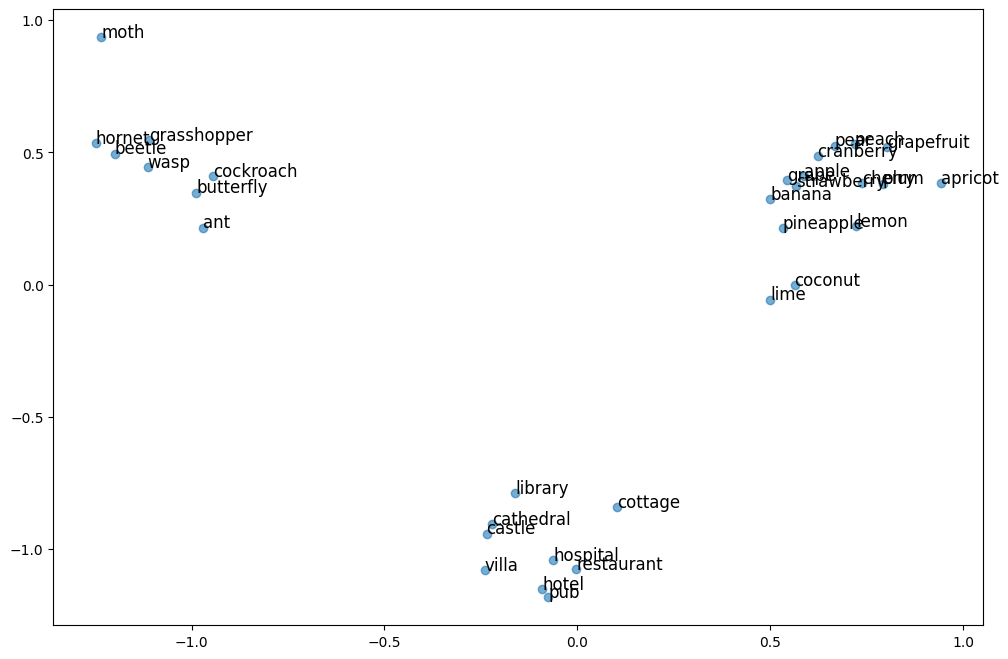 1.0
moth
hornet
grasshopper
beetle
wasp
cockroach
butterfly
ant
pear
peach
grapefruit
cranberry
apple
grape
strawberry
cherry
plum
apricot
banana
pineapple
lemon
0.5
0.0
coconut
lime
−0.5
library
cottage
cathedral
castle
−1.0
hospital
restaurant
villa
hotel
pub
−1.0
−0.5
0.0
0.5
1.0